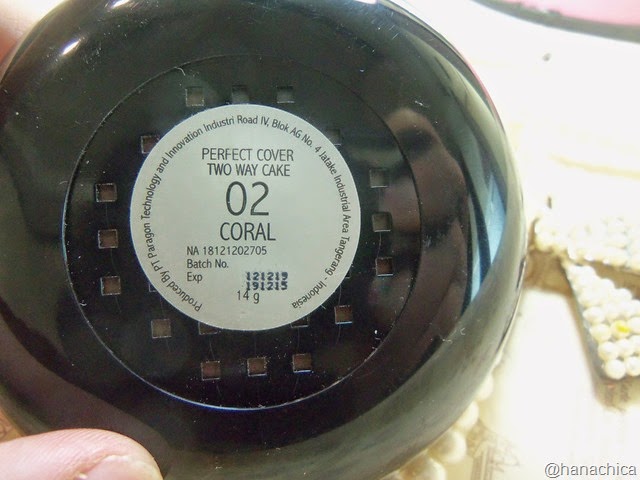 Produced By PT Paragon Technology and Innovation Industri Road IV, Blok AG No. 4 Jatake Industrial Area Tangerang - Indonesia
PERFECT COVER
TWO WAY CAKE
02
CORAL
NA 18121202705
Batch No. 121219
Exp 191215
14 g
@hanachica